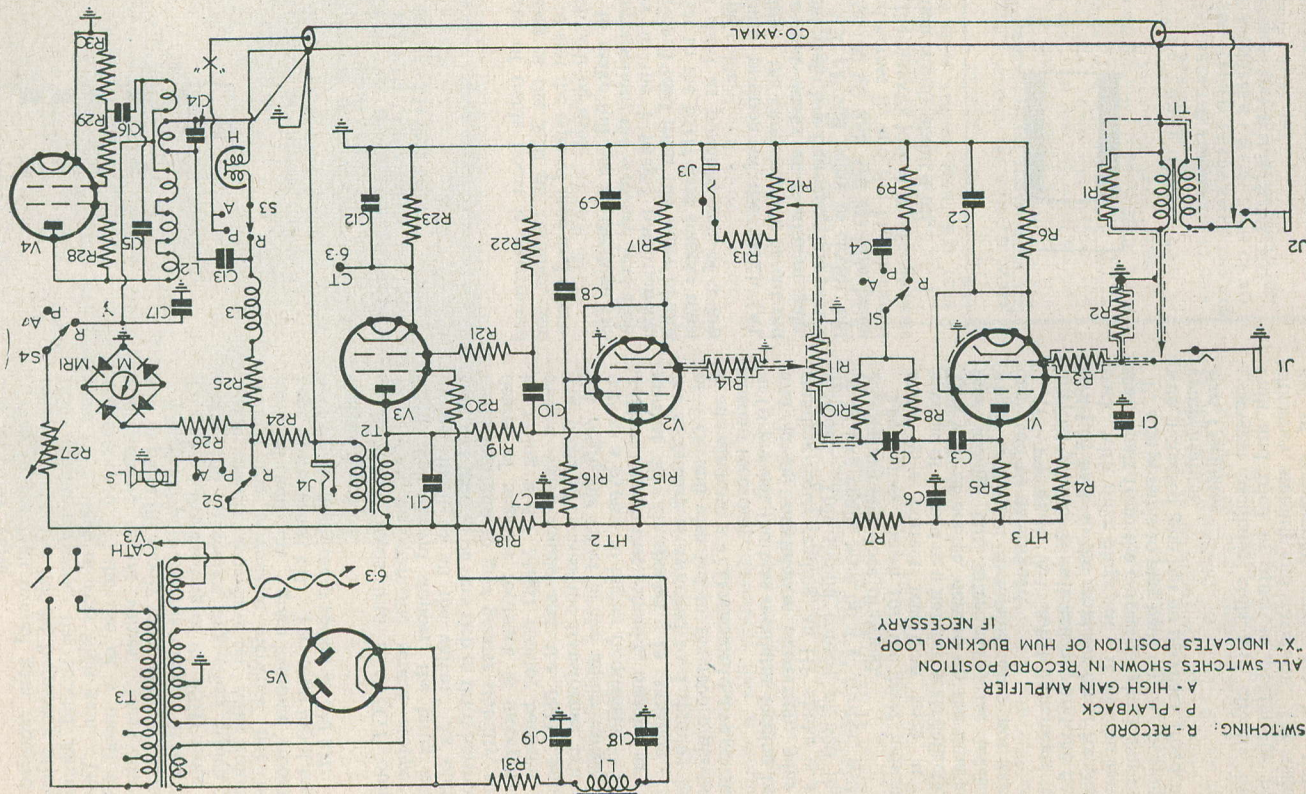 SWITCHING: R - RECORD
P - PLAYBACK
A - HIGH GAIN AMPLIFIER
ALL SWITCHES SHOWN IN 'RECORD' POSITION
"X" INDICATES POSITION OF HUM BUCKING LOOP,
IF NECESSARY
L1
C18
C19
R31
V5
T3
6·3
CATH
V3
HT3
R7
HT2
R18
C1
R4
R5
C6
R15
R16
C7
C11
J4
S2
R
P
A
LS
R27
J1
R3
R2
V1
C3
C5
R8
R10
R11
R14
V2
R19
C10
R20
R21
T2
V3
R24
R26
R25
M
MR1
S4
R
P
A
J2
T1
R1
R6
C2
S1
R
P
A
C4
R9
R12
R13
J3
R17
C9
C8
R22
R23
C12
CT
6·3
L3
C13
L2
C17
S3
R
P
A
H
C14
C15
C16
R28
R29
R30
V4
"X"
CO-AXIAL